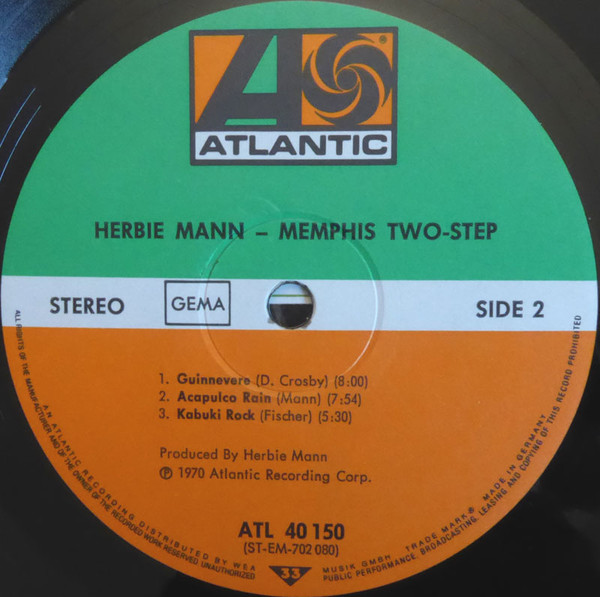 ATLANTIC
HERBIE MANN – MEMPHIS TWO-STEP
STEREO
GEMA
SIDE 2
1. Guinnevere (D. Crosby) (8:00)
2. Acapulco Rain (Mann) (7:54)
3. Kabuki Rock (Fischer) (5:30)
Produced By Herbie Mann
℗ 1970 Atlantic Recording Corp.
ATL 40 150
(ST-EM-702 080)
33
AN ATLANTIC RECORDING DISTRIBUTED BY WEA MUSIK GMBH TRADE MARK® MADE IN GERMANY
ALL RIGHTS OF THE MANUFACTURER AND OF THE OWNER OF THE RECORDED WORK RESERVED UNAUTHORIZED PUBLIC PERFORMANCE, BROADCASTING, LEASING AND COPYING OF THIS RECORD PROHIBITED